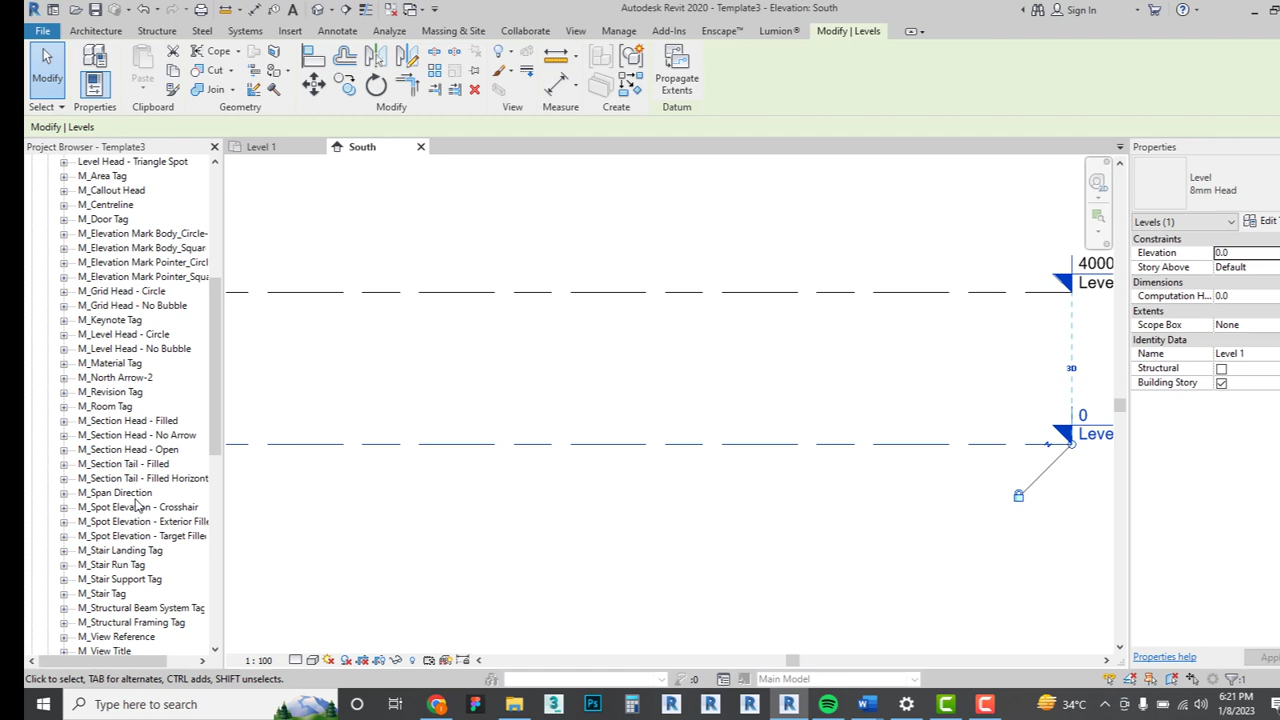 Autodesk Revit 2020 - Template3 - Elevation: South
Sign In
File Architecture Structure Steel Systems Insert Annotate Analyze Massing & Site Collaborate View Manage Add-Ins Enscape™ Lumion® Modify | Levels
Modify
Paste
Cope
Cut
Join
Propagate
Extents
Select Properties Clipboard Geometry Modify View Measure Create Datum
Modify | Levels
Project Browser - Template3
Level 1
South
Properties
Level Head - Triangle Spot
M_Area Tag
M_Callout Head
M_Centreline
M_Door Tag
M_Elevation Mark Body_Circle-
M_Elevation Mark Body_Square
M_Elevation Mark Pointer_Circl
M_Elevation Mark Pointer_Squa
M_Grid Head - Circle
M_Grid Head - No Bubble
M_Keynote Tag
M_Level Head - Circle
M_Level Head - No Bubble
M_Material Tag
M_North Arrow-2
M_Revision Tag
M_Room Tag
M_Section Head - Filled
M_Section Head - No Arrow
M_Section Head - Open
M_Section Tail - Filled
M_Section Tail - Filled Horizont
M_Span Direction
M_Spot Elevation - Crosshair
M_Spot Elevation - Exterior Fille
M_Spot Elevation - Target Filled
M_Stair Landing Tag
M_Stair Run Tag
M_Stair Support Tag
M_Stair Tag
M_Structural Beam System Tag
M_Structural Framing Tag
M_View Reference
M_View Title
2D
4000
Leve
3D
0
Leve
Level
8mm Head
Levels (1)
Edit
Constraints
Elevation 0.0
Story Above Default
Dimensions
Computation H... 0.0
Extents
Scope Box None
Identity Data
Name Level 1
Structural
Building Story
Properties help
Appl
1 : 100
Click to select, TAB for alternates, CTRL adds, SHIFT unselects.
:0
Main Model
:1
Type here to search
34°C
6:21 PM
1/8/2023